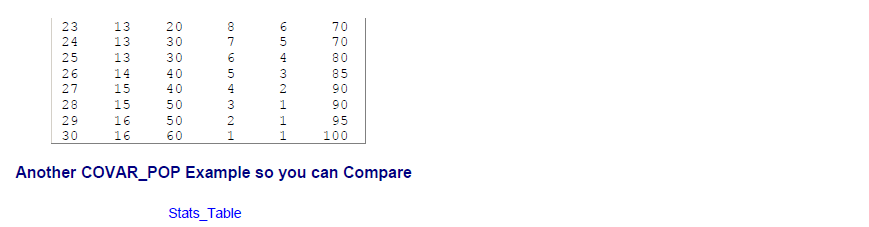 23 13 20 8 6 70
24 13 30 7 5 70
25 13 30 6 4 80
26 14 40 5 3 85
27 15 40 4 2 90
28 15 50 3 1 90
29 16 50 2 1 95
30 16 60 1 1 100
Another COVAR_POP Example so you can Compare
Stats_Table